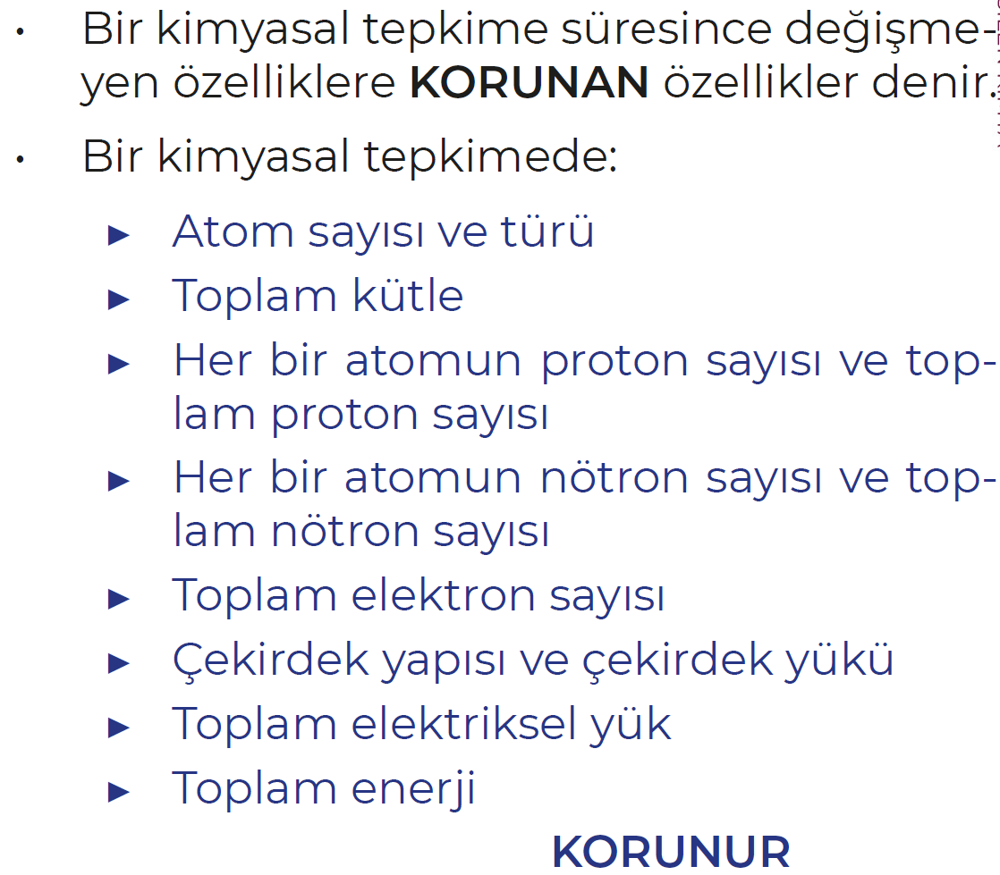 • Bir kimyasal tepkime süresince değişme-
yen özelliklere KORUNAN özellikler denir.
• Bir kimyasal tepkimede:
► Atom sayısı ve türü
► Toplam kütle
► Her bir atomun proton sayısı ve top-
lam proton sayısı
► Her bir atomun nötron sayısı ve top-
lam nötron sayısı
► Toplam elektron sayısı
► Çekirdek yapısı ve çekirdek yükü
► Toplam elektriksel yük
► Toplam enerji
KORUNUR